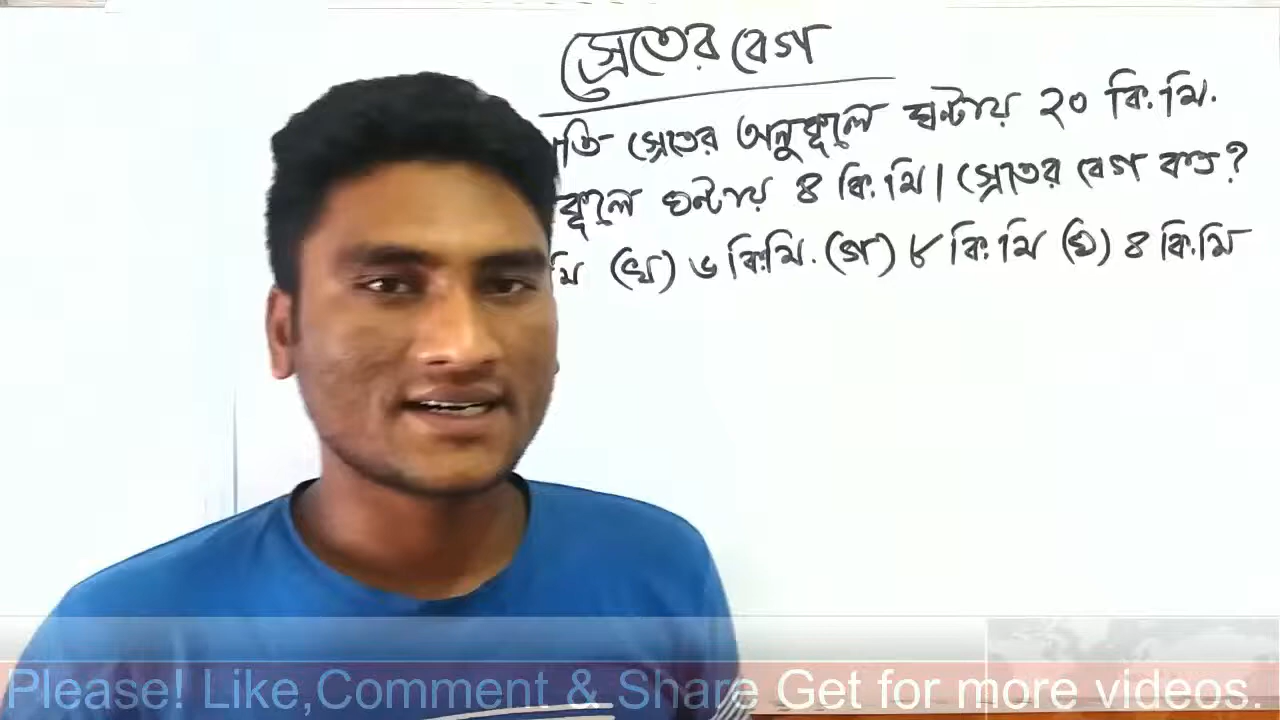 স্রোতের বেগ
স্রোতের অনুকূলে ঘন্টায় ২০ কি.মি.
কূলে ঘন্টায় ৪ কি.মি। স্রোতের বেগ কত?
মি (খ) ৬ কি.মি. (গ) ৮ কি.মি (ঘ) ৪ কি.মি
Please! Like,Comment & Share Get for more videos.